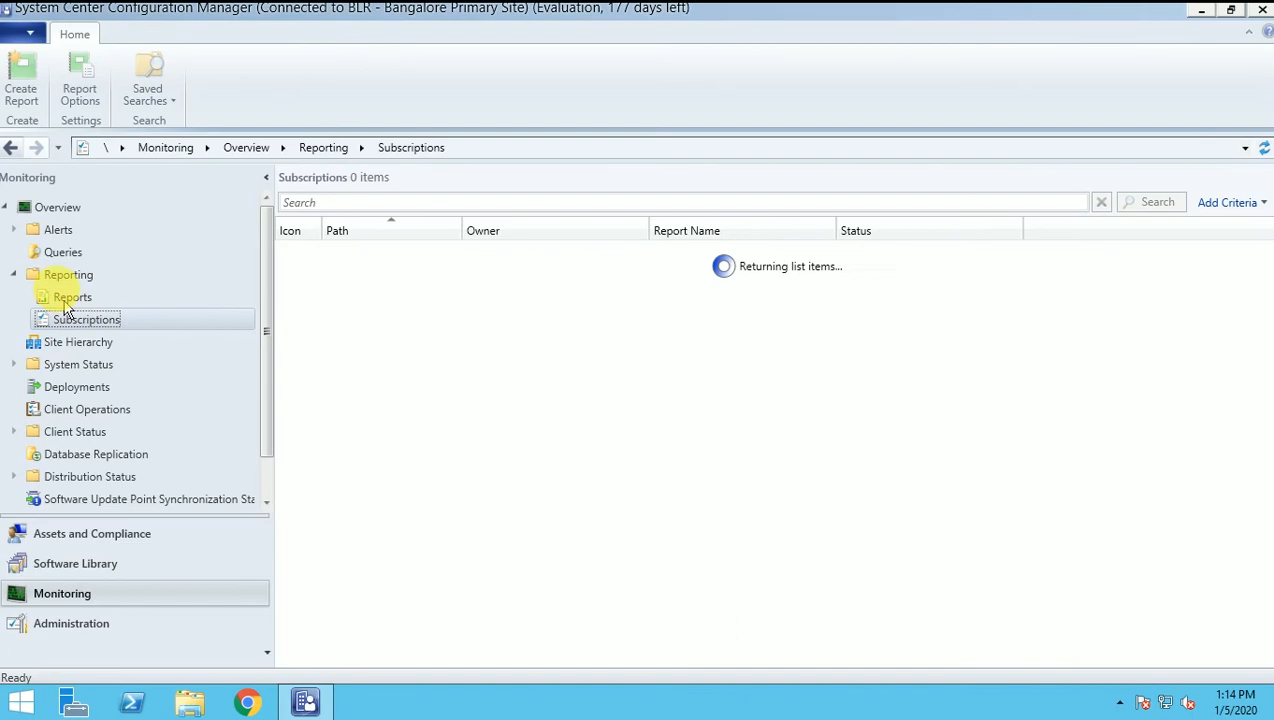 System Center Configuration Manager (Connected to BLR - Bangalore Primary Site) (Evaluation, 177 days left)
Home
Create Report
Report Options
Saved Searches
Create
Settings
Search
\ Monitoring Overview Reporting Subscriptions
Monitoring
Subscriptions 0 items
Search
Search
Add Criteria
Icon
Path
Owner
Report Name
Status
Returning list items...
Overview
Alerts
Queries
Reporting
Reports
Subscriptions
Site Hierarchy
System Status
Deployments
Client Operations
Client Status
Database Replication
Distribution Status
Software Update Point Synchronization Sta
Assets and Compliance
Software Library
Monitoring
Administration
Ready
1:14 PM
1/5/2020